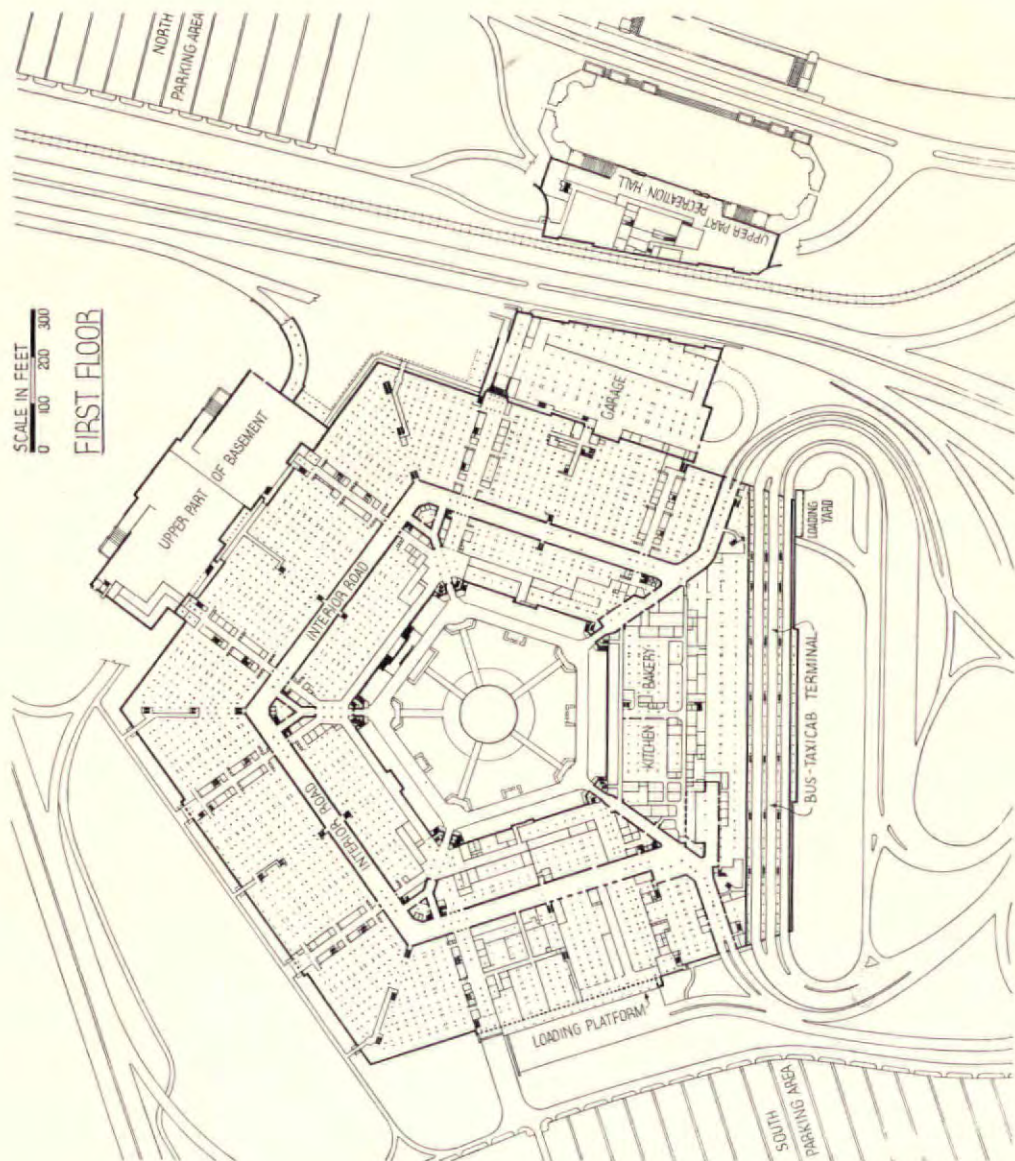 NORTH
PARKING AREA
SCALE IN FEET
0 100 200 300
FIRST FLOOR
UPPER PART
RECREATION HALL
UPPER PART
OF BASEMENT
GARAGE
INTERIOR ROAD
INTERIOR ROAD
KITCHEN
BAKERY
LOADING
YARD
BUS-TAXICAB TERMINAL
LOADING PLATFORM
SOUTH
PARKING AREA